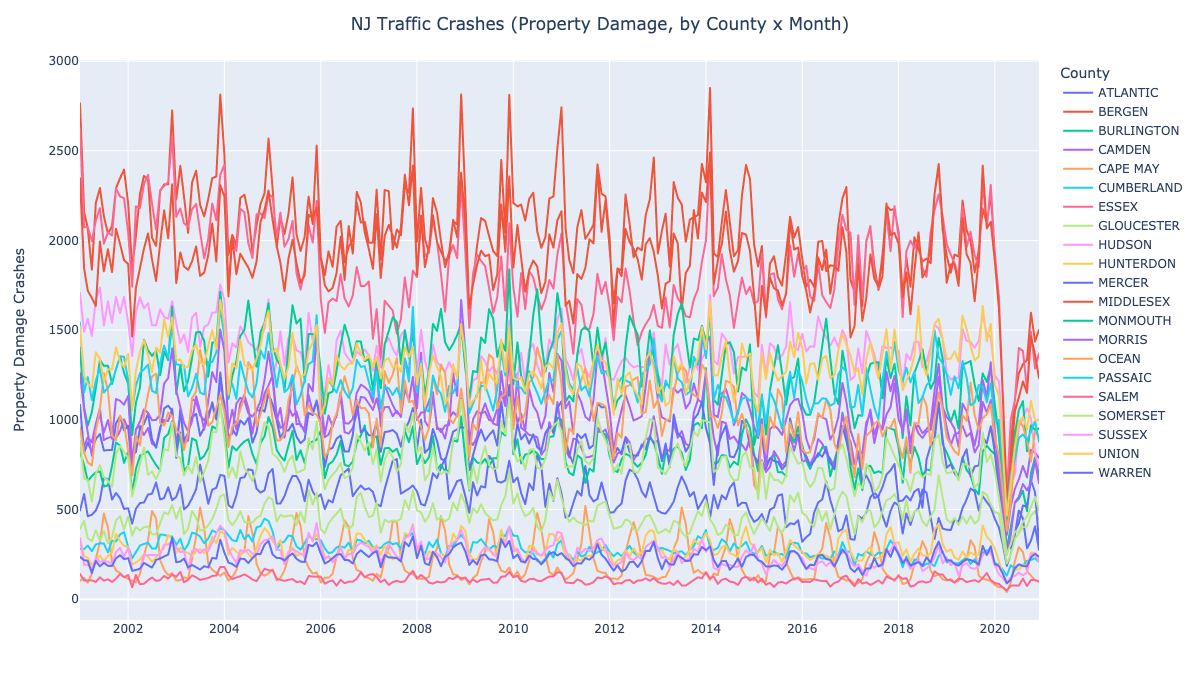 NJ Traffic Crashes (Property Damage, by County x Month)
Property Damage Crashes
3000
2500
2000
1500
1000
500
0
2002 2004 2006 2008 2010 2012 2014 2016 2018 2020
County
ATLANTIC
BERGEN
BURLINGTON
CAMDEN
CAPE MAY
CUMBERLAND
ESSEX
GLOUCESTER
HUDSON
HUNTERDON
MERCER
MIDDLESEX
MONMOUTH
MORRIS
OCEAN
PASSAIC
SALEM
SOMERSET
SUSSEX
UNION
WARREN